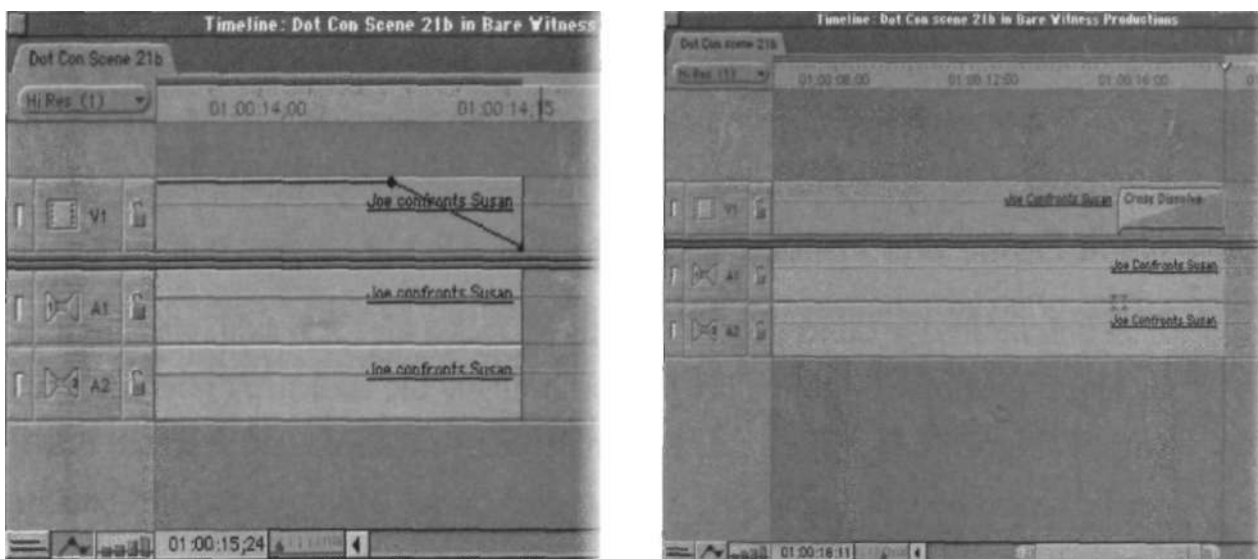 Timeline: Dot Con Scene 21b in Bare Witness
Dot Con Scene 21b
Hi Res (1)
01:00:14;00
01:00:14;15
Joe confronts Susan
V1
Joe confronts Susan
A1
Joe confronts Susan
A2
01:00:15;24
Timeline: Dot Con scene 21b in Bare Witness Productions
Dot Con scene 21b
Hi Res (1)
01:00:08:00
01:00:12:00
01:00:16:00
Joe Confronts Susan
Cross Dissolve
V1
Joe Confronts Susan
A1
Joe Confronts Susan
A2
01:00:18:11